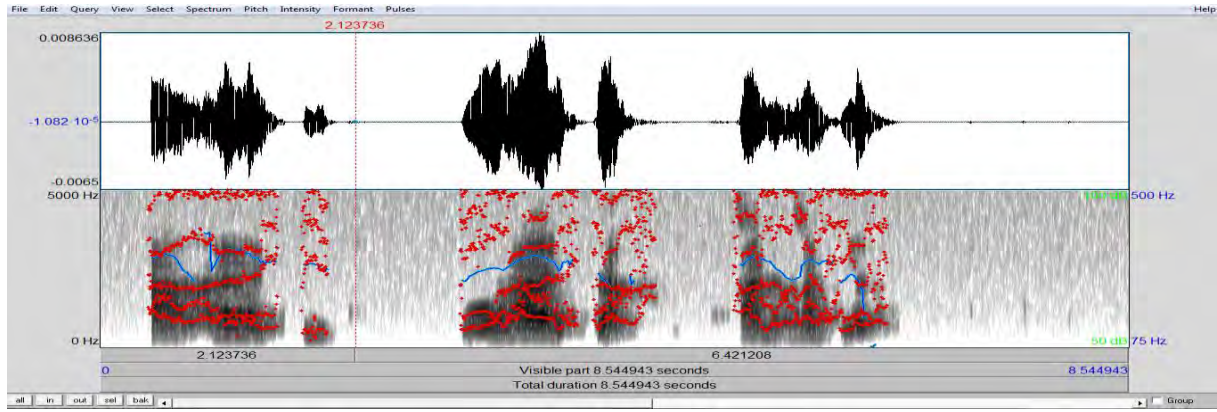 File Edit Query View Select Spectrum Pitch Intensity Formant Pulses Help
2.123736
0.008636
-1.082·10-5
-0.0065
5000 Hz 500 Hz
0 Hz 50 dB 75 Hz
2.123736 6.421208
0 Visible part 8.544943 seconds 8.544943
Total duration 8.544943 seconds
all in out sel bak Group